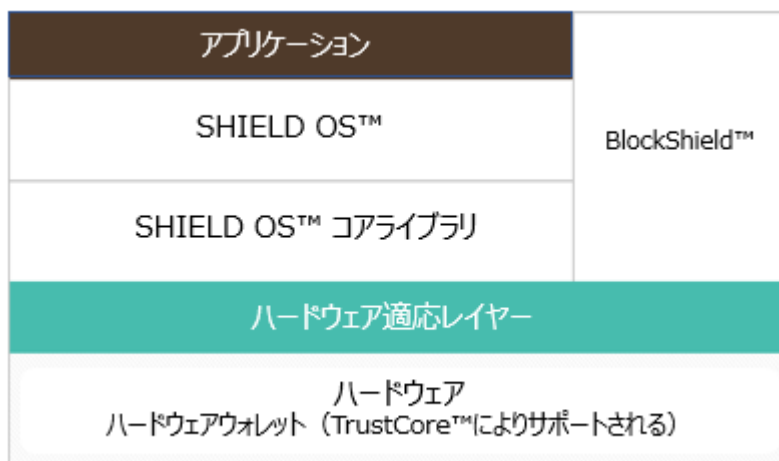 アプリケーション
SHIELD OS™
BlockShield™
SHIELD OS™ コアライブラリ
ハードウェア適応レイヤー
ハードウェア
ハードウェアウォレット（TrustCore™によりサポートされる）